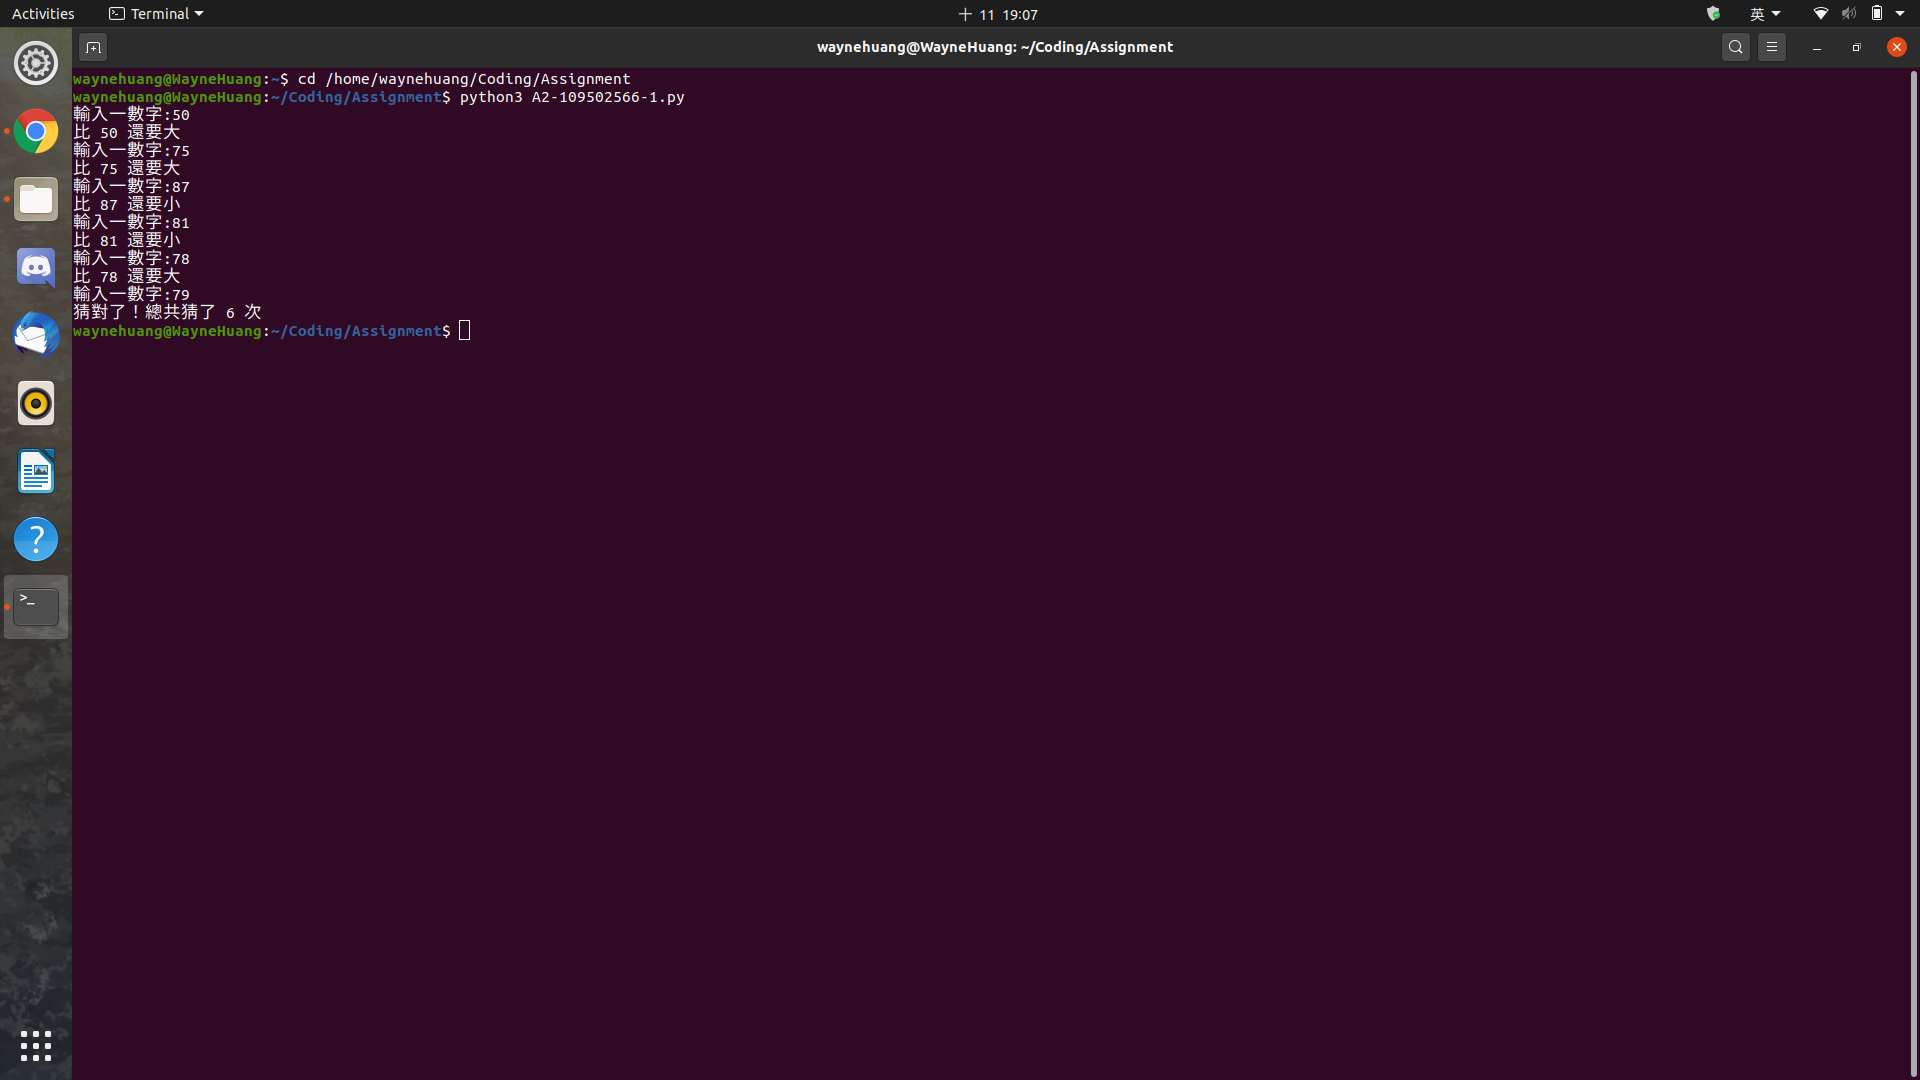 Activities
Terminal
十 11 19:07
英
waynehuang@WayneHuang: ~/Coding/Assignment
waynehuang@WayneHuang:~$ cd /home/waynehuang/Coding/Assignment
waynehuang@WayneHuang:~/Coding/Assignment$ python3 A2-109502566-1.py
輸入一數字:50
比 50 還要大
輸入一數字:75
比 75 還要大
輸入一數字:87
比 87 還要小
輸入一數字:81
比 81 還要小
輸入一數字:78
比 78 還要大
輸入一數字:79
猜對了！總共猜了 6 次
waynehuang@WayneHuang:~/Coding/Assignment$